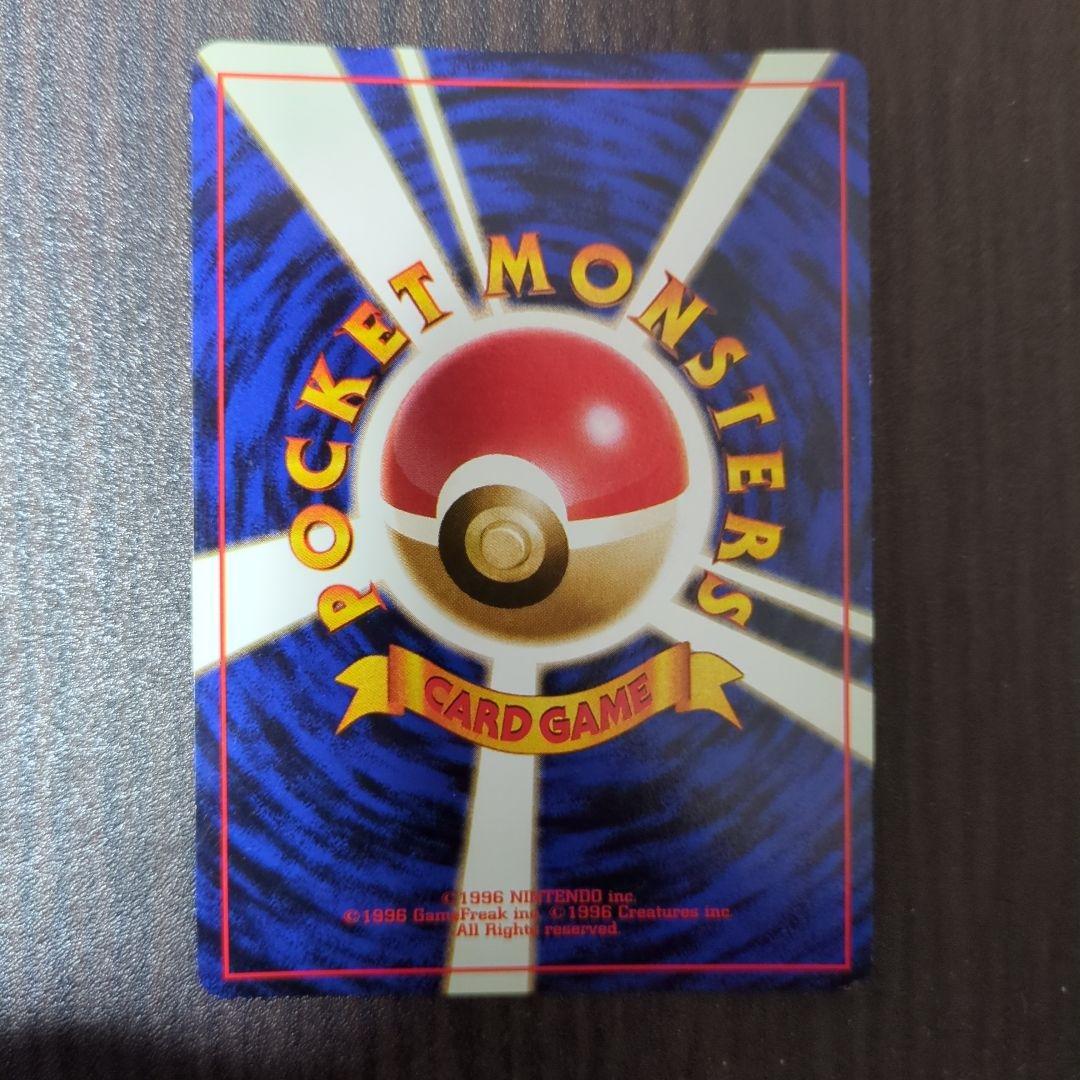 POCKET MONSTERS
CARD GAME
©1996 NINTENDO inc.
©1996 GameFreak inc. ©1996 Creatures inc.
All Rights reserved.